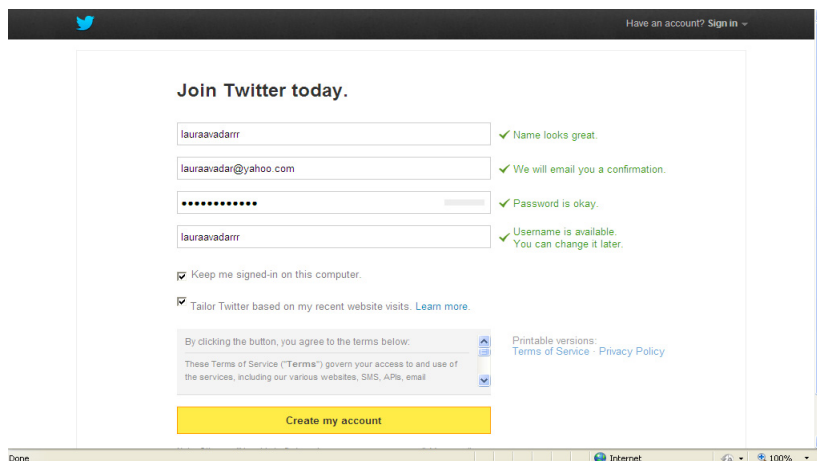 Have an account? Sign in
Join Twitter today.
lauraavadarrr
Name looks great.
lauraavadar@yahoo.com
We will email you a confirmation.
Password is okay.
lauraavadarrr
Username is available.
You can change it later.
Keep me signed-in on this computer.
Tailor Twitter based on my recent website visits. Learn more.
By clicking the button, you agree to the terms below:
These Terms of Service ("Terms") govern your access to and use of
the services, including our various websites, SMS, APIs, email
Printable versions:
Terms of Service · Privacy Policy
Create my account
Done
Internet
100%